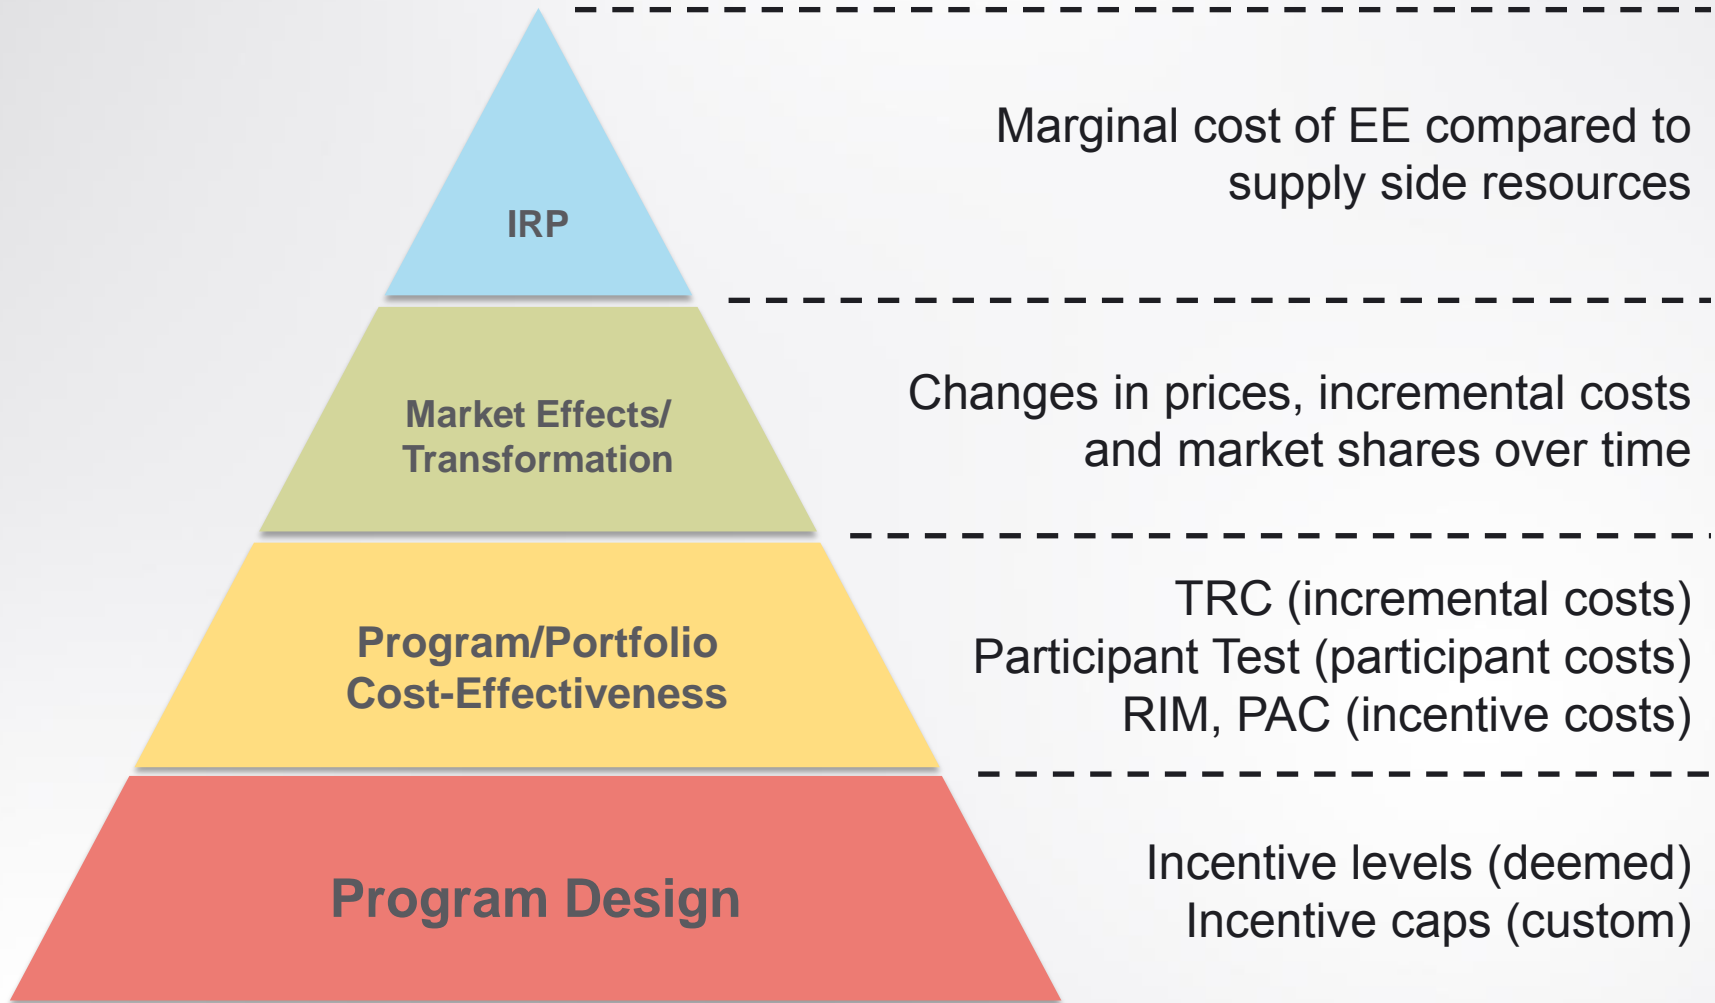 IRP
Marginal cost of EE compared to
supply side resources
Market Effects/
Transformation
Changes in prices, incremental costs
and market shares over time
Program/Portfolio
Cost-Effectiveness
TRC (incremental costs)
Participant Test (participant costs)
RIM, PAC (incentive costs)
Program Design
Incentive levels (deemed)
Incentive caps (custom)